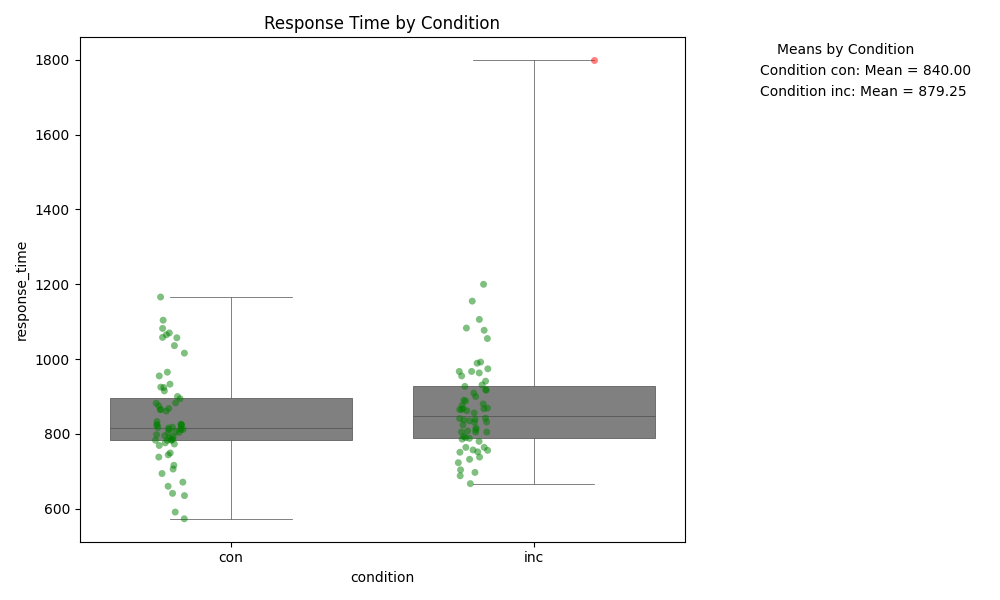 Response Time by Condition
Means by Condition
Condition con: Mean = 840.00
Condition inc: Mean = 879.25
response_time
1800
1600
1400
1200
1000
800
600
con
inc
condition